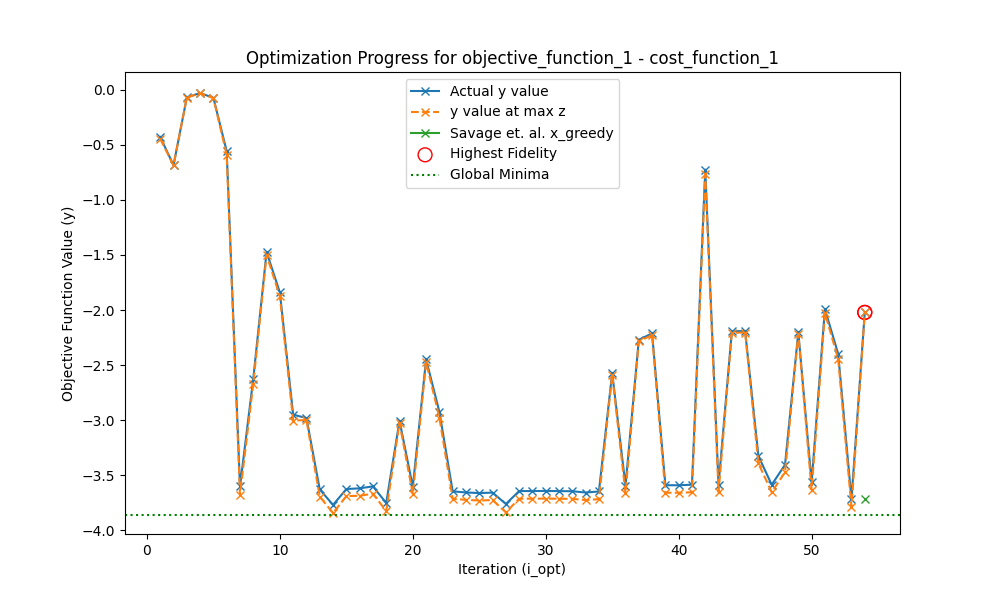 Optimization Progress for objective_function_1 - cost_function_1
Actual y value
y value at max z
Savage et. al. x_greedy
Highest Fidelity
Global Minima
Objective Function Value (y)
0.0
−0.5
−1.0
−1.5
−2.0
−2.5
−3.0
−3.5
−4.0
0 10 20 30 40 50
Iteration (i_opt)